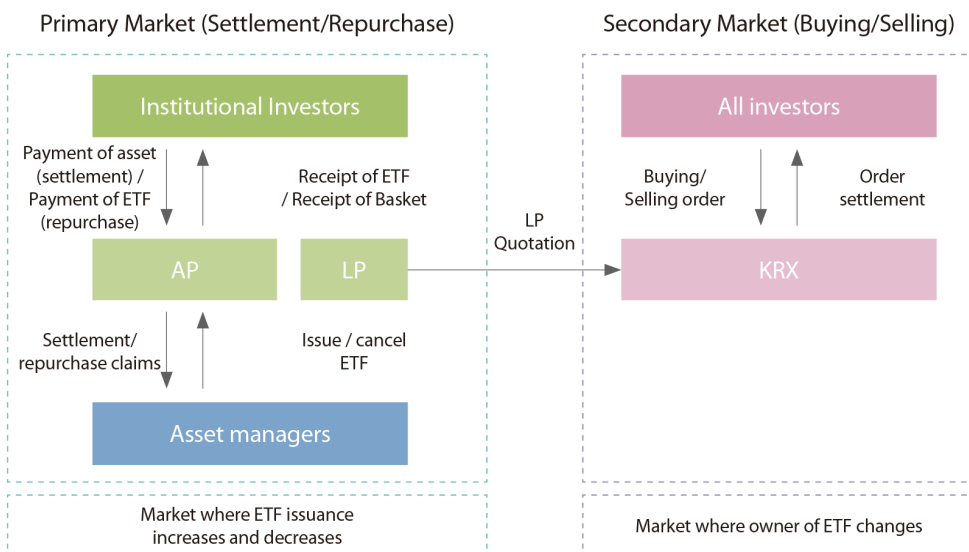 Primary Market (Settlement/Repurchase)
Institutional Investors
Payment of asset
(settlement) /
Payment of ETF
(repurchase)
Receipt of ETF
/ Receipt of Basket
AP
LP
Settlement/
repurchase claims
Issue / cancel
ETF
Asset managers
Market where ETF issuance
increases and decreases
LP
Quotation
Secondary Market (Buying/Selling)
All investors
Buying/
Selling order
Order
settlement
KRX
Market where owner of ETF changes